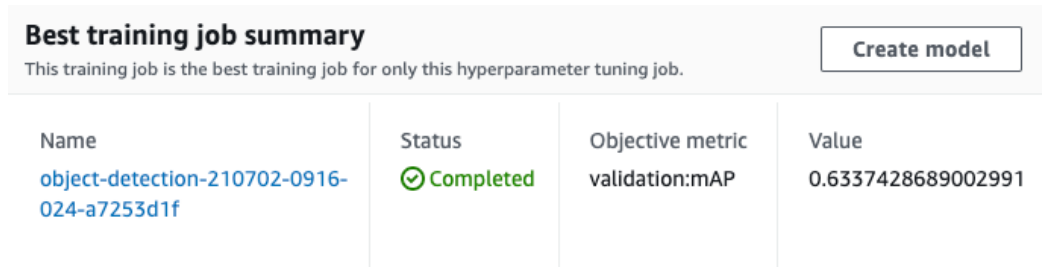 Best training job summary
This training job is the best training job for only this hyperparameter tuning job.
Create model
Name
object-detection-210702-0916-
024-a7253d1f
Status
Completed
Objective metric
validation:mAP
Value
0.6337428689002991